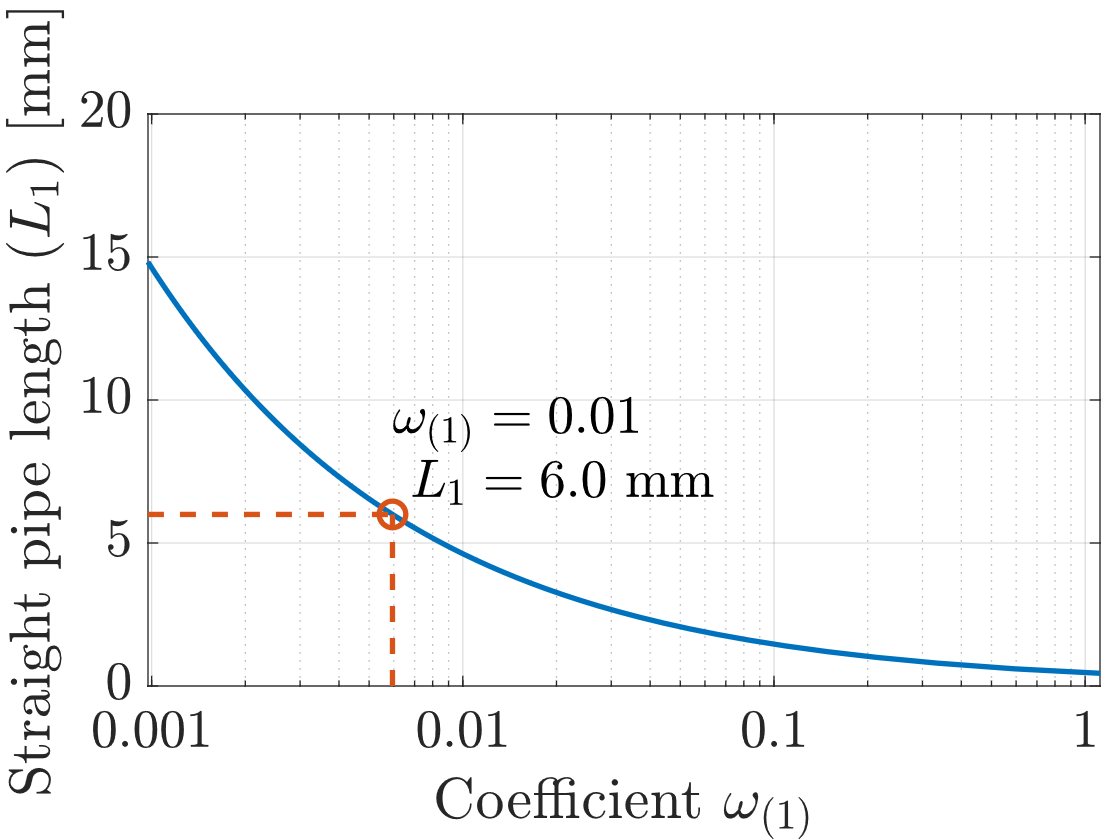 Straight pipe length (L₁) [mm]
20
15
10
5
0
ω₍₁₎ = 0.01
L₁ = 6.0 mm
0.001 0.01 0.1 1
Coefficient ω₍₁₎